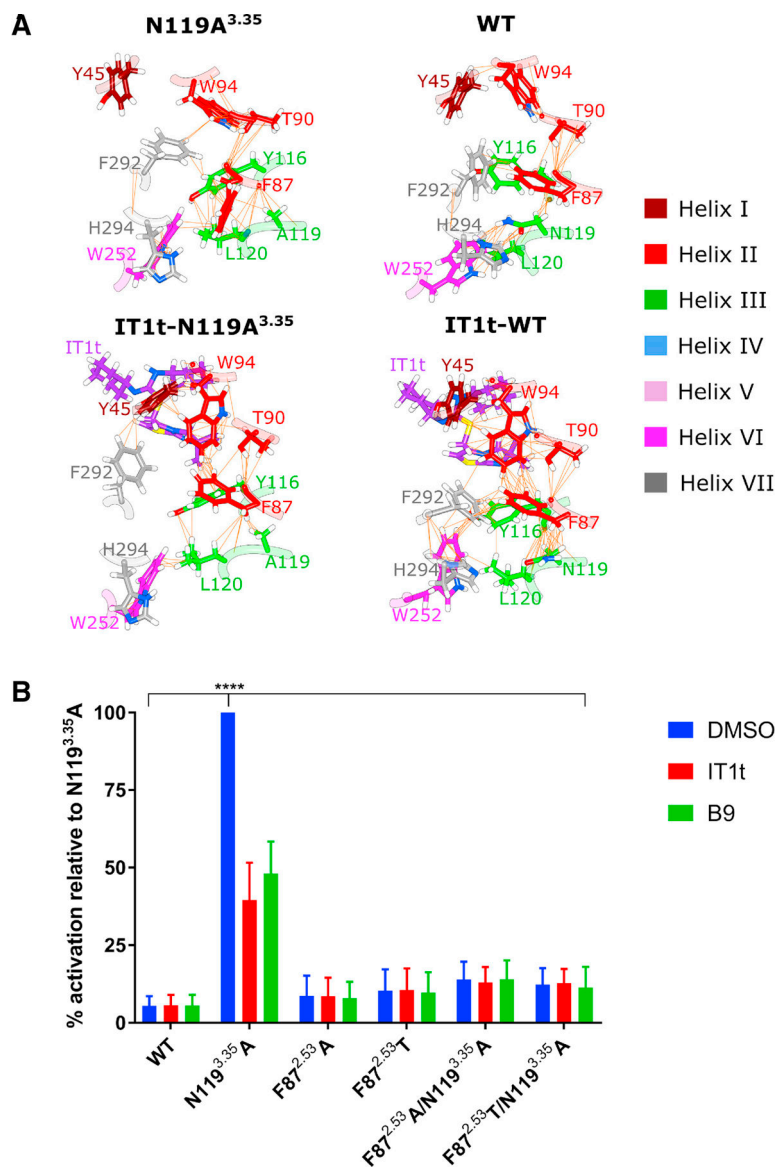 A
N119A3.35
WT
Y45
W94
T90
F292
Y116
F87
H294
A119
W252
L120
Y45
W94
T90
Y116
F292
F87
H294
N119
W252
L120
Helix I
Helix II
Helix III
Helix IV
Helix V
Helix VI
Helix VII
IT1t-N119A3.35
IT1t-WT
IT1t
W94
Y45
T90
F292
Y116
F87
H294
A119
L120
W252
IT1t
Y45
W94
T90
F292
F87
Y116
H294
N119
L120
W252
B
****
% activation relative to N1193.35A
100
75
50
25
0
WT
N1193.35A
F872.53A
F872.53T
F872.53A/N1193.35A
F872.53T/N1193.35A
DMSO
IT1t
B9